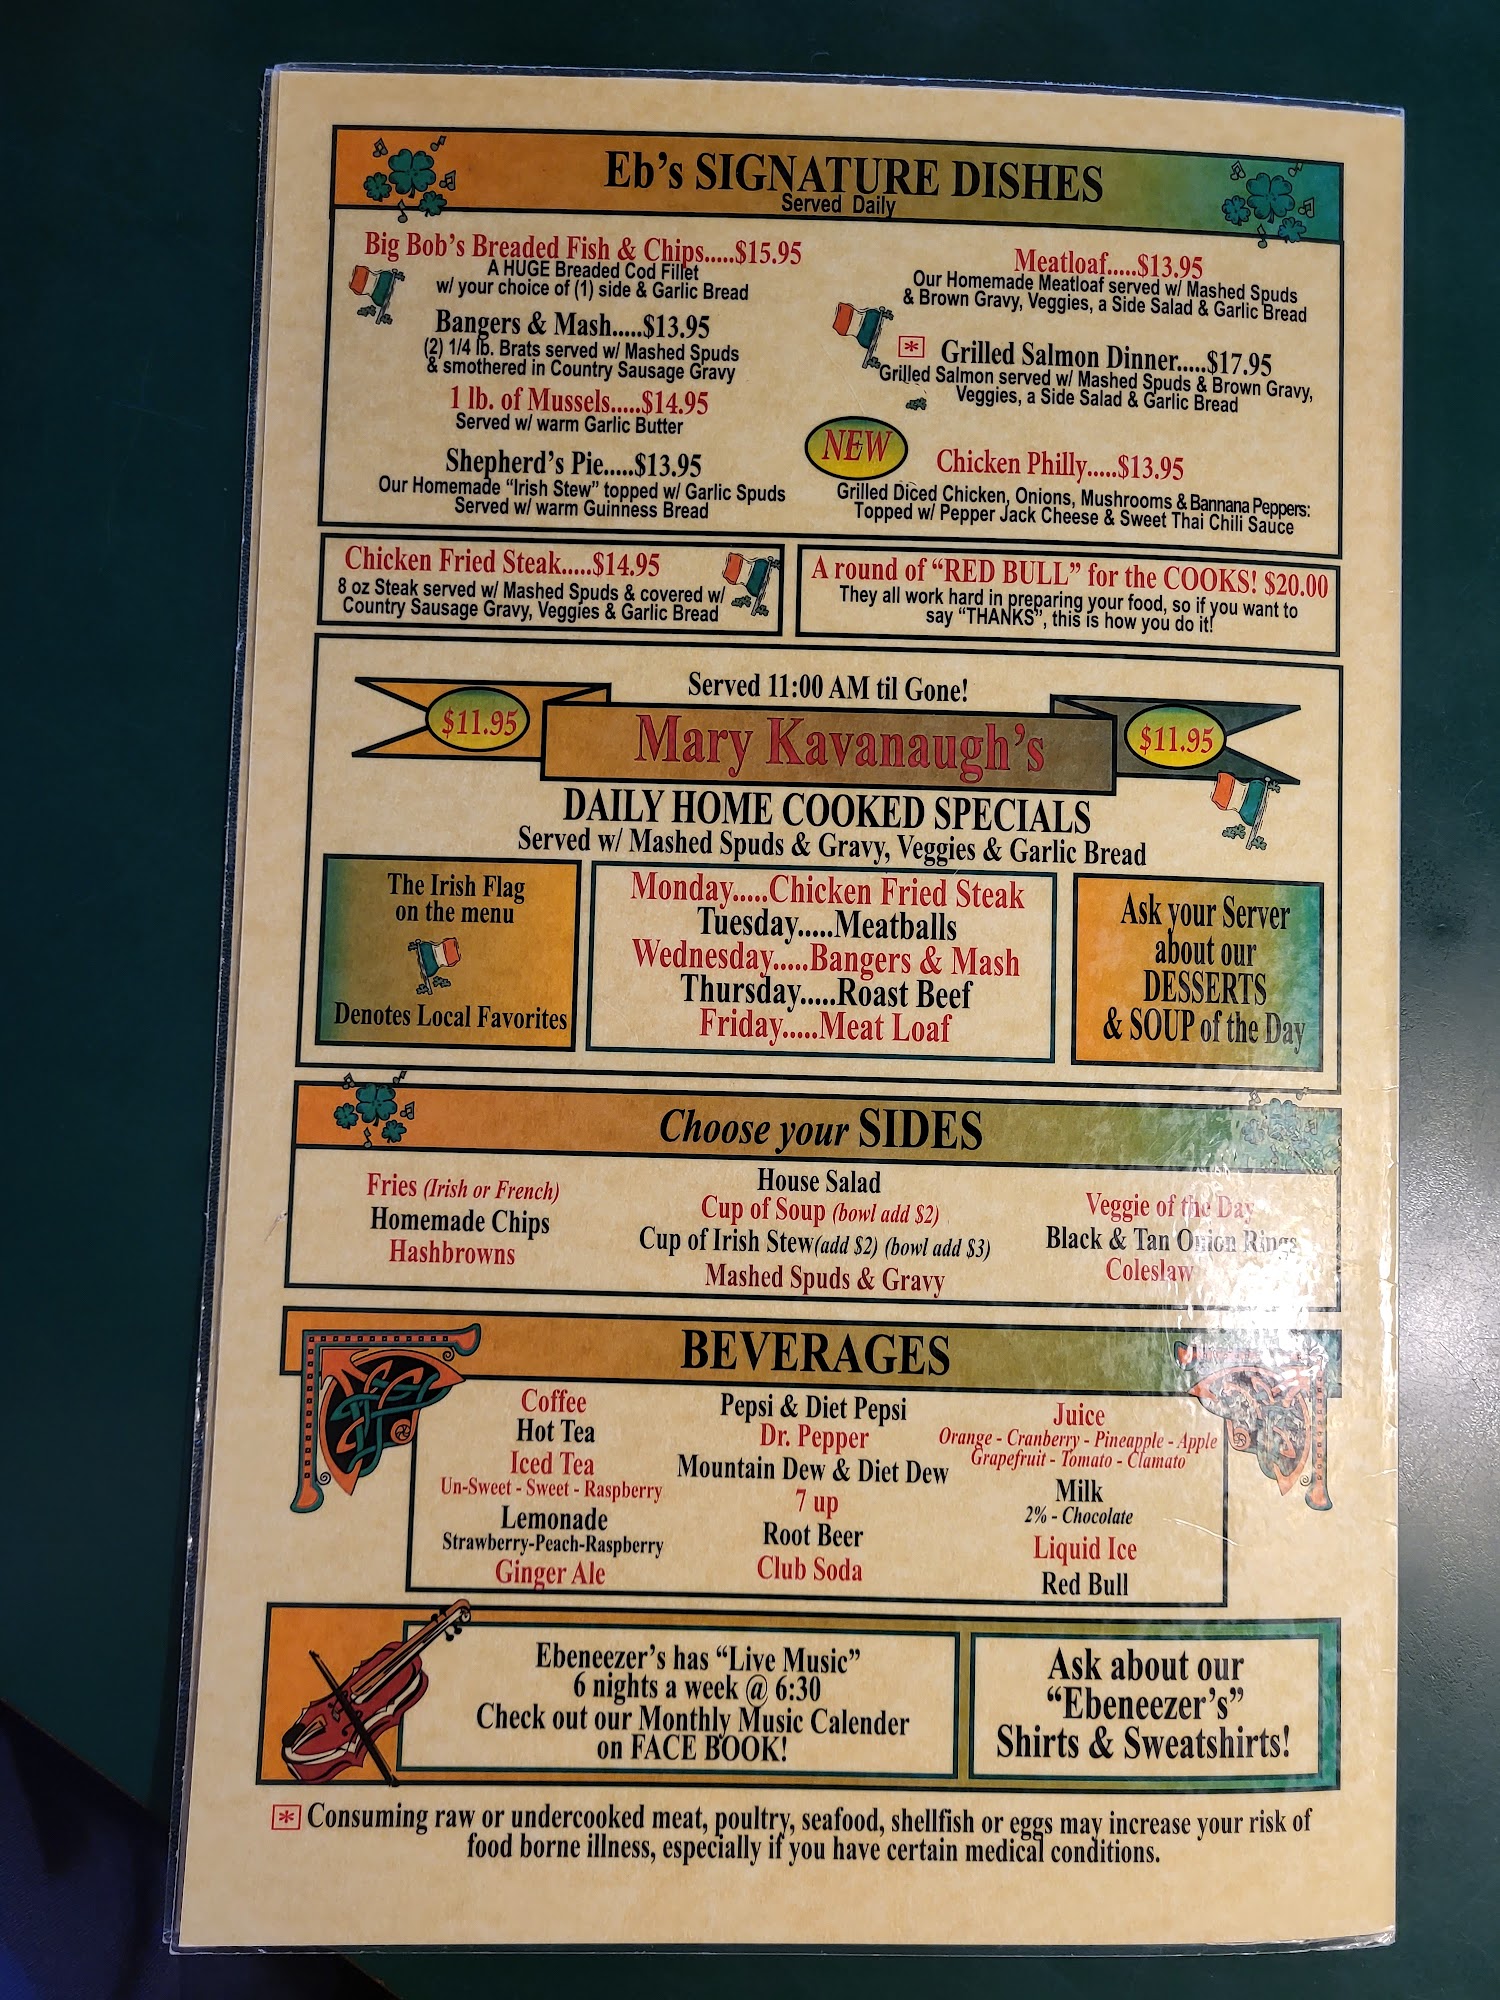 Eb's SIGNATURE DISHES
Served Daily
Big Bob's Breaded Fish & Chips.....$15.95
A HUGE Breaded Cod Fillet
w/ your choice of (1) side & Garlic Bread
Bangers & Mash.....$13.95
(2) 1/4 lb. Brats served w/ Mashed Spuds
& smothered in Country Sausage Gravy
1 lb. of Mussels.....$14.95
Served w/ warm Garlic Butter
Shepherd's Pie.....$13.95
Our Homemade "Irish Stew" topped w/ Garlic Spuds
Served w/ warm Guinness Bread
Meatloaf.....$13.95
Our Homemade Meatloaf served w/ Mashed Spuds
& Brown Gravy, Veggies, a Side Salad & Garlic Bread
* Grilled Salmon Dinner.....$17.95
Grilled Salmon served w/ Mashed Spuds & Brown Gravy,
Veggies, a Side Salad & Garlic Bread
NEW
Chicken Philly.....$13.95
Grilled Diced Chicken, Onions, Mushrooms & Bannana Peppers:
Topped w/ Pepper Jack Cheese & Sweet Thai Chili Sauce
Chicken Fried Steak.....$14.95
8 oz Steak served w/ Mashed Spuds & covered w/
Country Sausage Gravy, Veggies & Garlic Bread
A round of "RED BULL" for the COOKS! $20.00
They all work hard in preparing your food, so if you want to
say "THANKS", this is how you do it!
Served 11:00 AM til Gone!
$11.95
Mary Kavanaugh's
$11.95
DAILY HOME COOKED SPECIALS
Served w/ Mashed Spuds & Gravy, Veggies & Garlic Bread
The Irish Flag
on the menu
Denotes Local Favorites
Monday.....Chicken Fried Steak
Tuesday.....Meatballs
Wednesday.....Bangers & Mash
Thursday.....Roast Beef
Friday.....Meat Loaf
Ask your Server
about our
DESSERTS
& SOUP of the Day
Choose your SIDES
Fries (Irish or French)
Homemade Chips
Hashbrowns
House Salad
Cup of Soup (bowl add $2)
Cup of Irish Stew(add $2) (bowl add $3)
Mashed Spuds & Gravy
Veggie of the Day
Black & Tan Onion Rings
Coleslaw
BEVERAGES
Coffee
Hot Tea
Iced Tea
Un-Sweet - Sweet - Raspberry
Lemonade
Strawberry-Peach-Raspberry
Ginger Ale
Pepsi & Diet Pepsi
Dr. Pepper
Mountain Dew & Diet Dew
7 up
Root Beer
Club Soda
Juice
Orange - Cranberry - Pineapple - Apple
Grapefruit - Tomato - Clamato
Milk
2% - Chocolate
Liquid Ice
Red Bull
Ebeneezer's has "Live Music"
6 nights a week @ 6:30
Check out our Monthly Music Calender
on FACE BOOK!
Ask about our
"Ebeneezer's"
Shirts & Sweatshirts!
* Consuming raw or undercooked meat, poultry, seafood, shellfish or eggs may increase your risk of
food borne illness, especially if you have certain medical conditions.